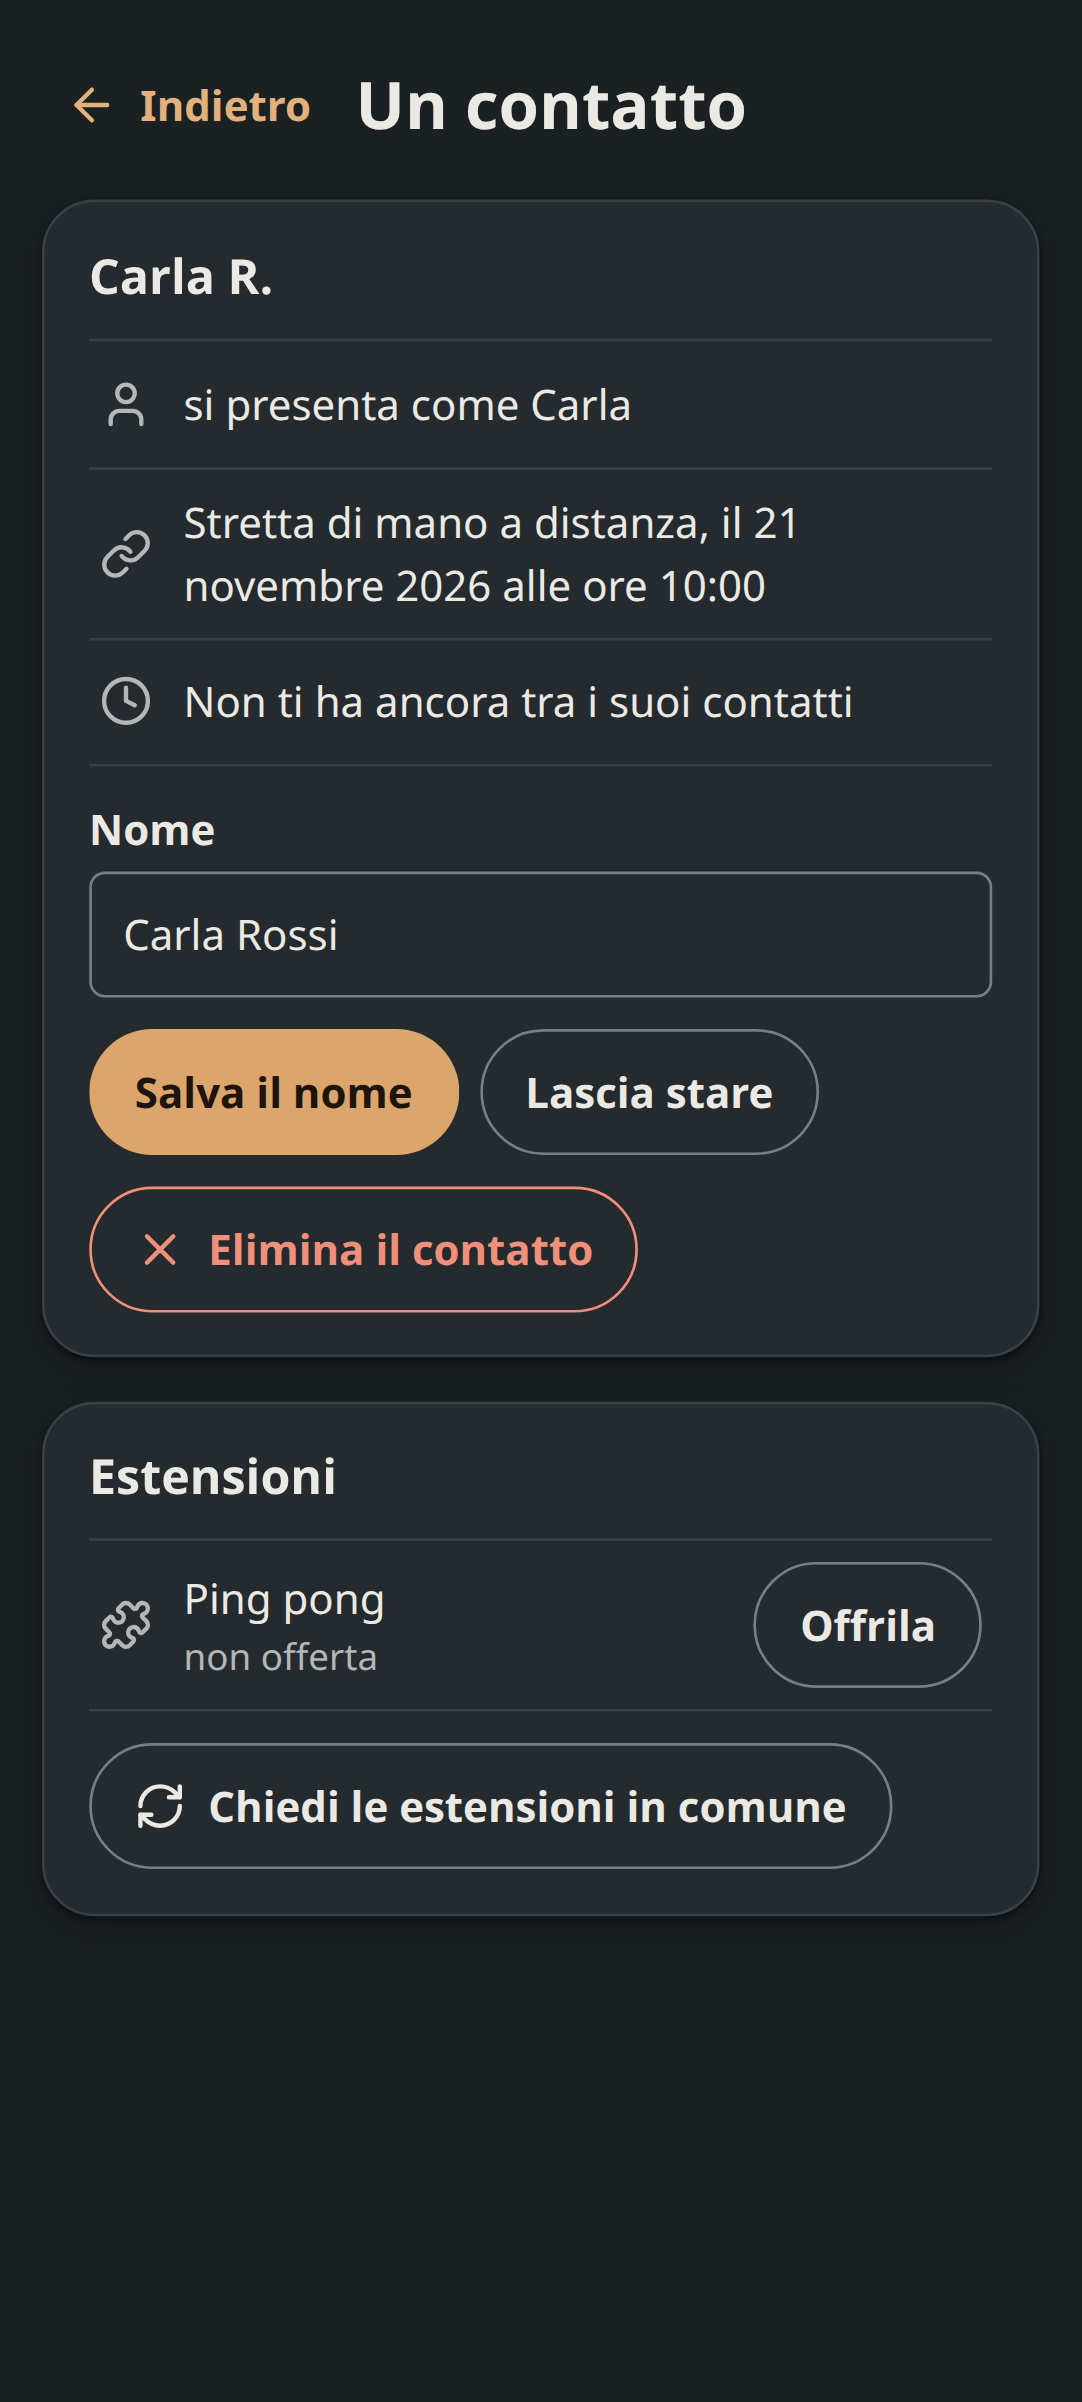 Indietro
Un contatto
Carla R.
si presenta come Carla
Stretta di mano a distanza, il 21
novembre 2026 alle ore 10:00
Non ti ha ancora tra i suoi contatti
Nome
Carla Rossi
Salva il nome
Lascia stare
Elimina il contatto
Estensioni
Ping pong
non offerta
Offrila
Chiedi le estensioni in comune